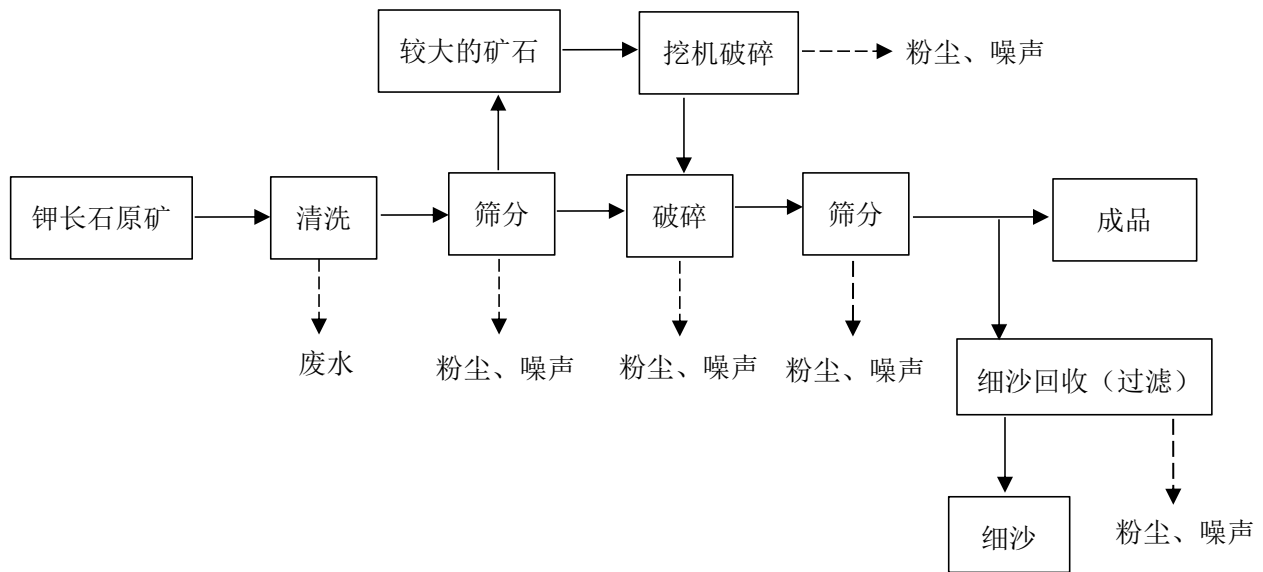 较大的矿石
挖机破碎
粉尘、噪声
钾长石原矿
清洗
筛分
破碎
筛分
成品
废水
粉尘、噪声
粉尘、噪声
粉尘、噪声
细沙回收（过滤）
细沙
粉尘、噪声